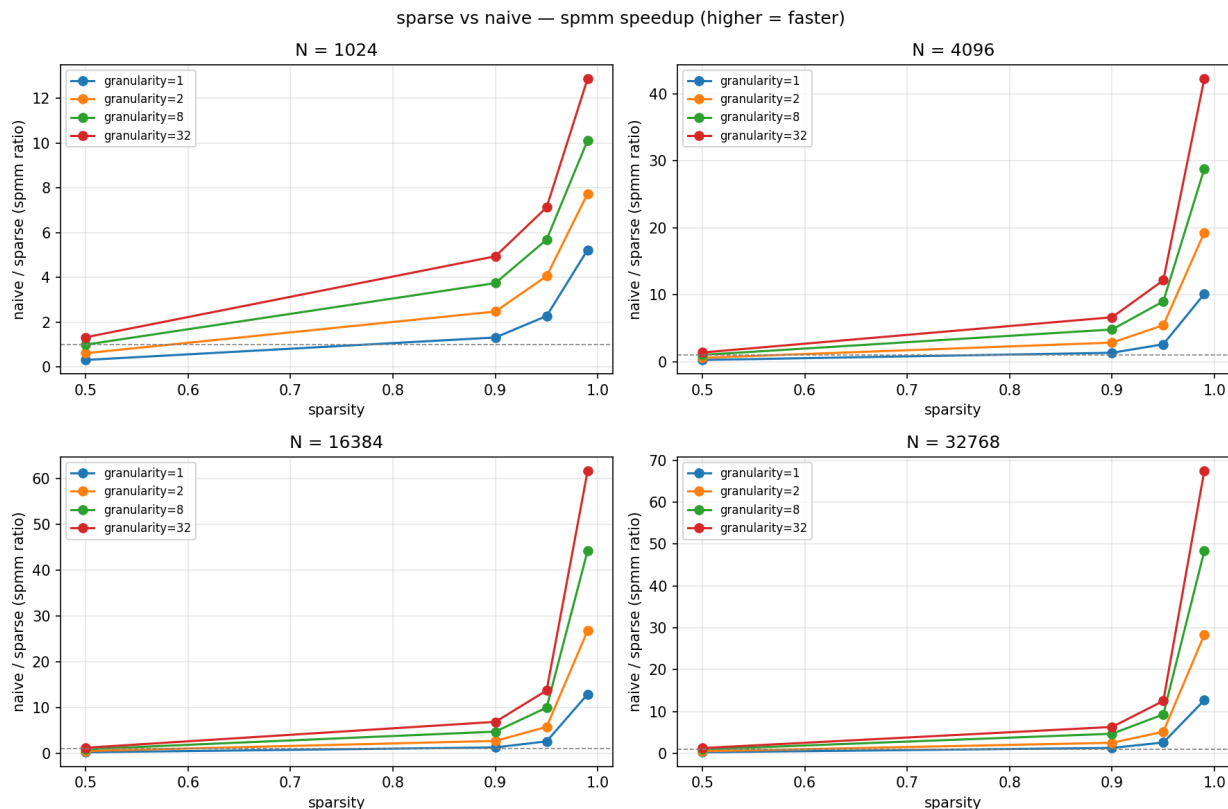 sparse vs naive — spmm speedup (higher = faster)
N = 1024
naive / sparse (spmm ratio)
12
10
8
6
4
2
0
granularity=1
granularity=2
granularity=8
granularity=32
0.5 0.6 0.7 0.8 0.9 1.0
sparsity
N = 4096
naive / sparse (spmm ratio)
40
30
20
10
0
granularity=1
granularity=2
granularity=8
granularity=32
0.5 0.6 0.7 0.8 0.9 1.0
sparsity
N = 16384
naive / sparse (spmm ratio)
60
50
40
30
20
10
0
granularity=1
granularity=2
granularity=8
granularity=32
0.5 0.6 0.7 0.8 0.9 1.0
sparsity
N = 32768
naive / sparse (spmm ratio)
70
60
50
40
30
20
10
0
granularity=1
granularity=2
granularity=8
granularity=32
0.5 0.6 0.7 0.8 0.9 1.0
sparsity